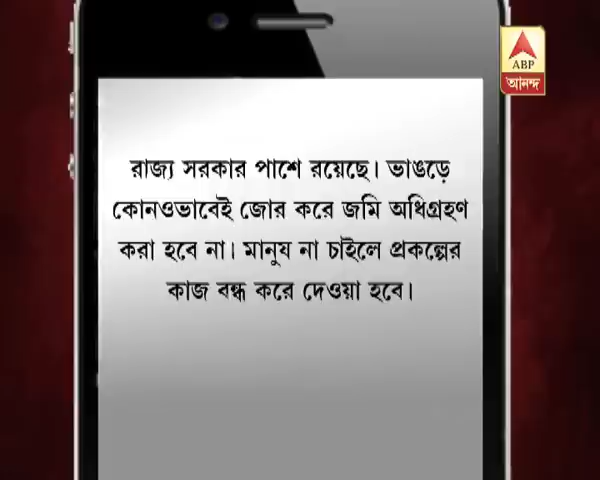 ABP
আনন্দ
রাজ্য সরকার পাশে রয়েছে। ভাঙড়ে
কোনওভাবেই জোর করে জমি অধিগ্রহণ
করা হবে না। মানুষ না চাইলে প্রকল্পের
কাজ বন্ধ করে দেওয়া হবে।